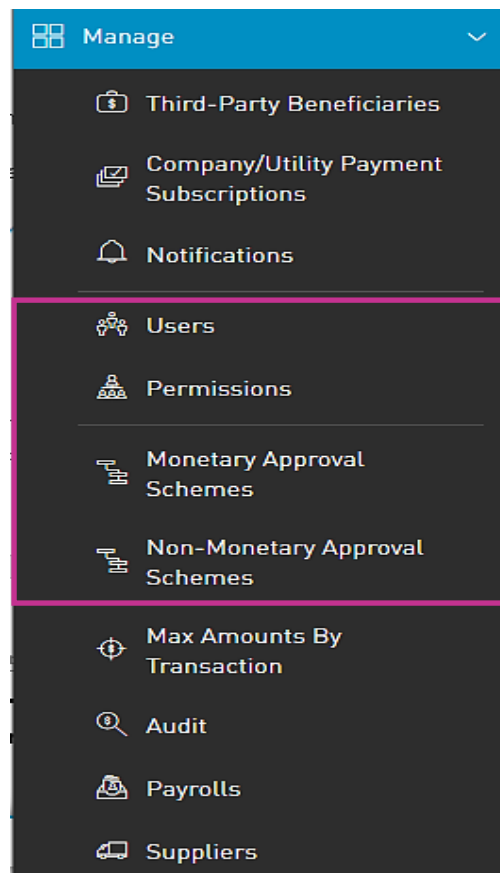 Manage
Third-Party Beneficiaries
Company/Utility Payment
Subscriptions
Notifications
Users
Permissions
Monetary Approval
Schemes
Non-Monetary Approval
Schemes
Max Amounts By
Transaction
Audit
Payrolls
Suppliers